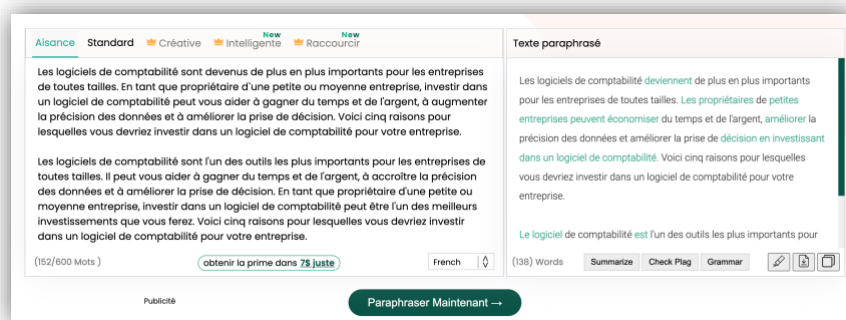 Aisance Standard Créative New Intelligente New Raccourcir
Les logiciels de comptabilité sont devenus de plus en plus importants pour les entreprises
de toutes tailles. En tant que propriétaire d'une petite ou moyenne entreprise, investir dans
un logiciel de comptabilité peut vous aider à gagner du temps et de l'argent, à augmenter
la précision des données et à améliorer la prise de décision. Voici cinq raisons pour
lesquelles vous devriez investir dans un logiciel de comptabilité pour votre entreprise.
Les logiciels de comptabilité sont l'un des outils les plus importants pour les entreprises de
toutes tailles. Il peut vous aider à gagner du temps et de l'argent, à accroître la précision
des données et à améliorer la prise de décision. En tant que propriétaire d'une petite ou
moyenne entreprise, investir dans un logiciel de comptabilité peut être l'un des meilleurs
investissements que vous ferez. Voici cinq raisons pour lesquelles vous devriez investir
dans un logiciel de comptabilité pour votre entreprise.
(152/600 Mots ) obtenir la prime dans 7$ juste French
Texte paraphrasé
Les logiciels de comptabilité deviennent de plus en plus importants
pour les entreprises de toutes tailles. Les propriétaires de petites
entreprises peuvent économiser du temps et de l'argent, améliorer la
précision des données et améliorer la prise de décision en investissant
dans un logiciel de comptabilité. Voici cinq raisons pour lesquelles
vous devriez investir dans un logiciel de comptabilité pour votre
entreprise.
Le logiciel de comptabilité est l'un des outils les plus importants pour
(138) Words Summarize Check Plag Grammar
Publicité
Paraphraser Maintenant →